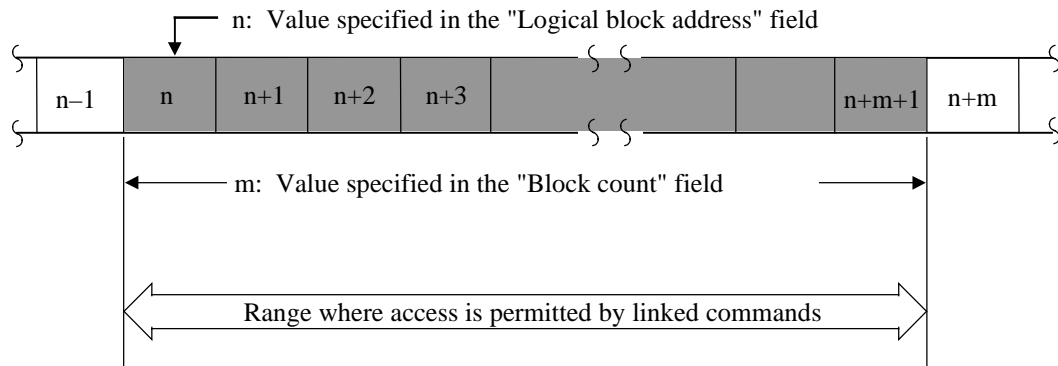 n: Value specified in the "Logical block address" field
n–1 n n+1 n+2 n+3 n+m+1 n+m
m: Value specified in the "Block count" field
Range where access is permitted by linked commands